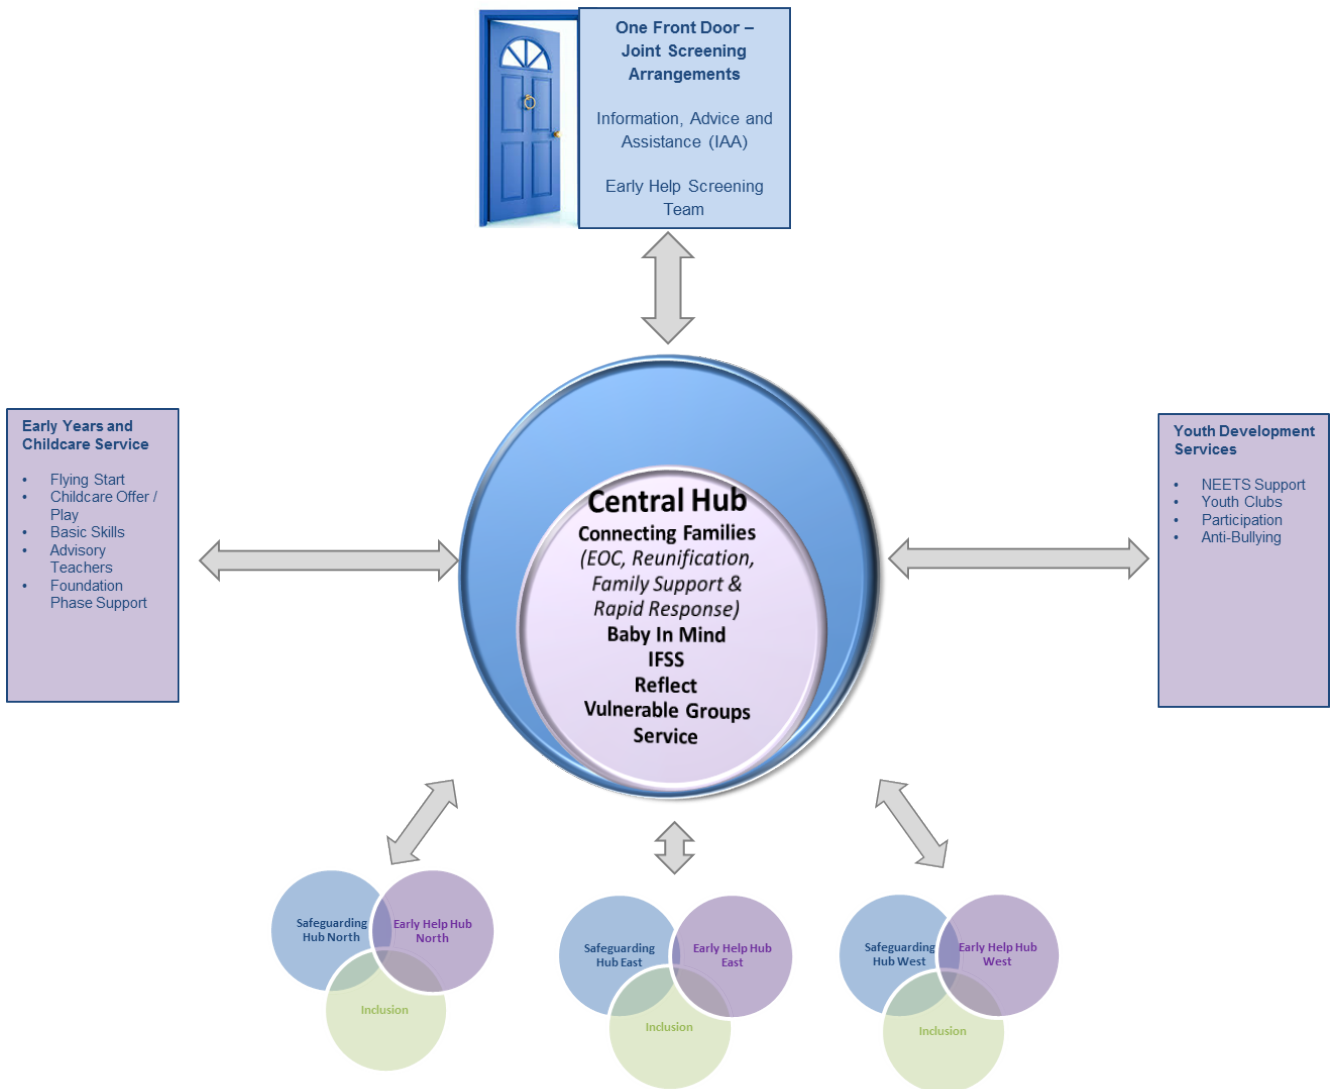 One Front Door –
Joint Screening
Arrangements
Information, Advice and
Assistance (IAA)
Early Help Screening
Team
Early Years and
Childcare Service
• Flying Start
• Childcare Offer /
Play
• Basic Skills
• Advisory
Teachers
• Foundation
Phase Support
Central Hub
Connecting Families
(EOC, Reunification,
Family Support &
Rapid Response)
Baby In Mind
IFSS
Reflect
Vulnerable Groups
Service
Youth Development
Services
• NEETS Support
• Youth Clubs
• Participation
• Anti-Bullying
Safeguarding
Hub North
Early Help Hub
North
Inclusion
Safeguarding
Hub East
Early Help Hub
East
Inclusion
Safeguarding
Hub West
Early Help Hub
West
Inclusion